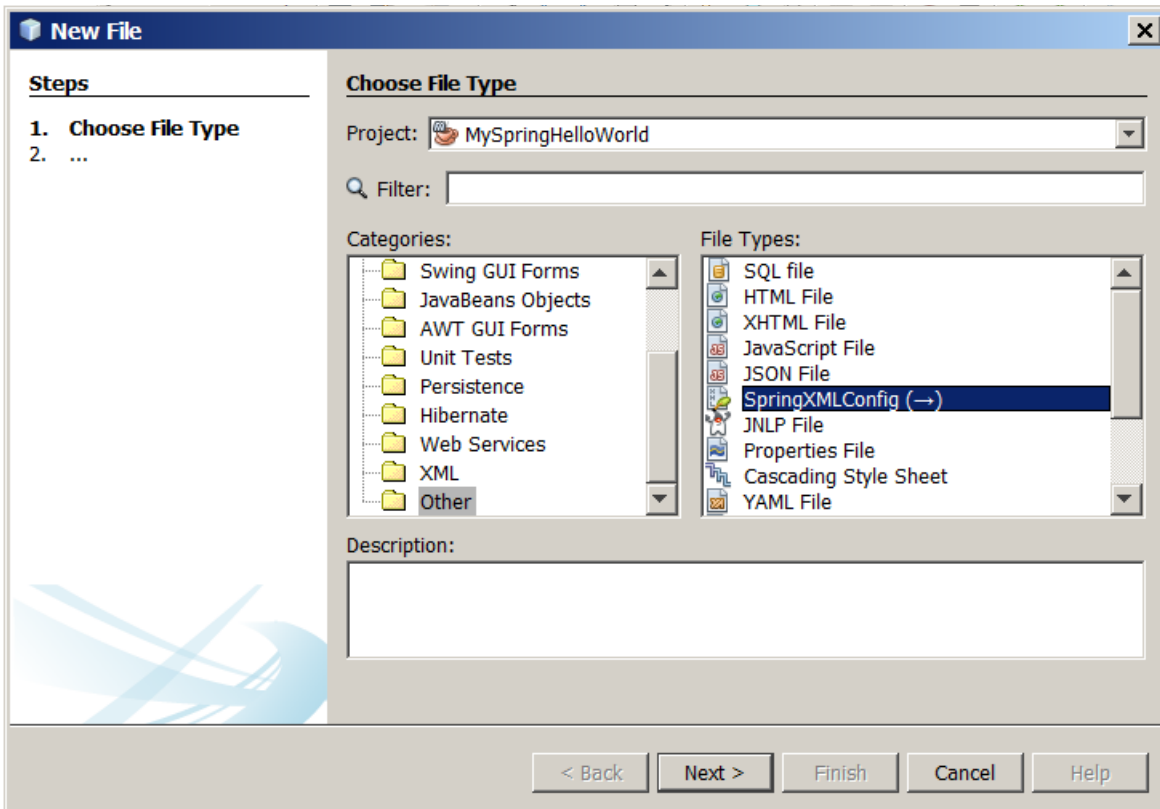 New File
Steps
1. Choose File Type
2. ...
Choose File Type
Project: MySpringHelloWorld
Filter:
Categories:
Swing GUI Forms
JavaBeans Objects
AWT GUI Forms
Unit Tests
Persistence
Hibernate
Web Services
XML
Other
File Types:
SQL file
HTML File
XHTML File
JavaScript File
JSON File
SpringXMLConfig (→)
JNLP File
Properties File
Cascading Style Sheet
YAML File
Description:
< Back Next > Finish Cancel Help